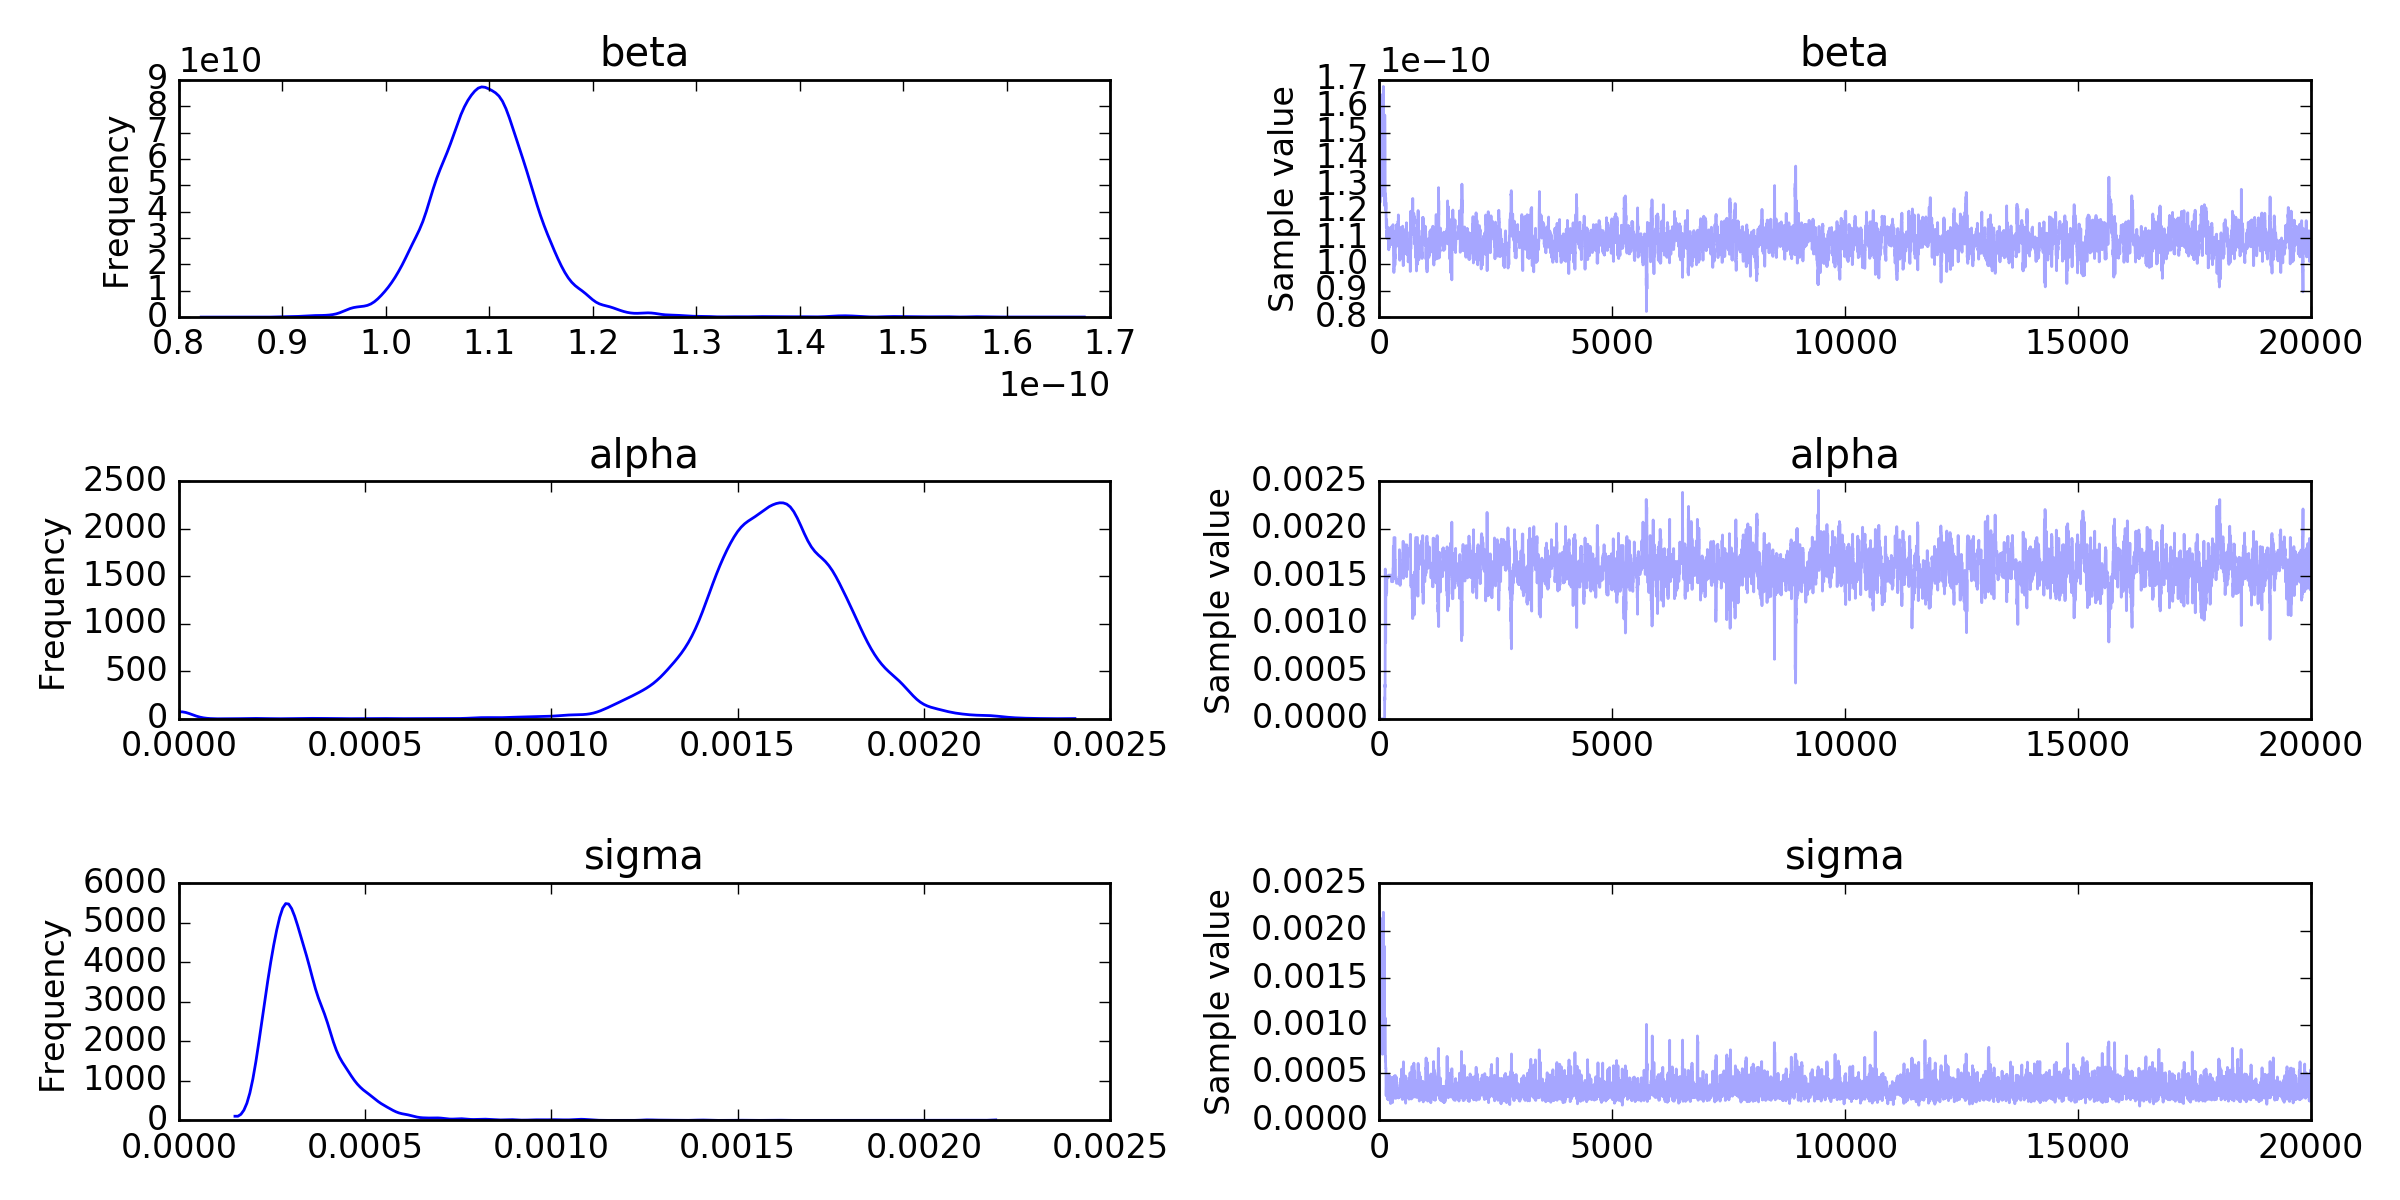 beta
1e10
9
8
7
6
5
4
3
2
1
0
Frequency
0.8 0.9 1.0 1.1 1.2 1.3 1.4 1.5 1.6 1.7
1e−10
beta
1e−10
1.7
1.6
1.5
1.4
1.3
1.2
1.1
1.0
0.9
0.8
Sample value
0 5000 10000 15000 20000
alpha
2500
2000
1500
1000
500
0
Frequency
0.0000 0.0005 0.0010 0.0015 0.0020 0.0025
alpha
0.0025
0.0020
0.0015
0.0010
0.0005
0.0000
Sample value
0 5000 10000 15000 20000
sigma
6000
5000
4000
3000
2000
1000
0
Frequency
0.0000 0.0005 0.0010 0.0015 0.0020 0.0025
sigma
0.0025
0.0020
0.0015
0.0010
0.0005
0.0000
Sample value
0 5000 10000 15000 20000